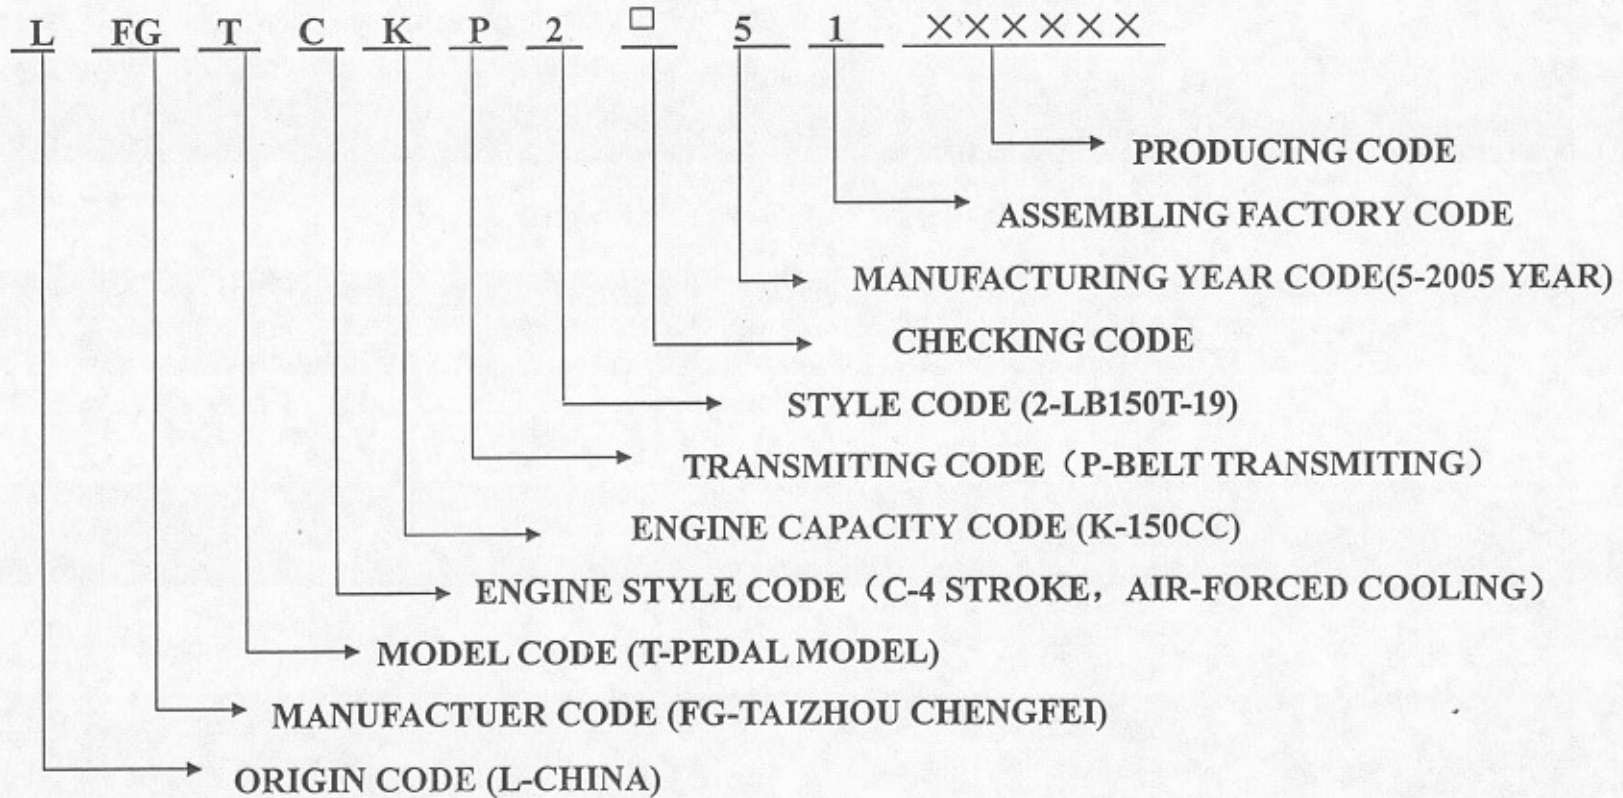 L FG T C K P 2 □ 5 1 ××××××
PRODUCING CODE
ASSEMBLING FACTORY CODE
MANUFACTURING YEAR CODE(5-2005 YEAR)
CHECKING CODE
STYLE CODE (2-LB150T-19)
TRANSMITING CODE（P-BELT TRANSMITING）
ENGINE CAPACITY CODE (K-150CC)
ENGINE STYLE CODE（C-4 STROKE，AIR-FORCED COOLING）
MODEL CODE (T-PEDAL MODEL)
MANUFACTUER CODE (FG-TAIZHOU CHENGFEI)
ORIGIN CODE (L-CHINA)